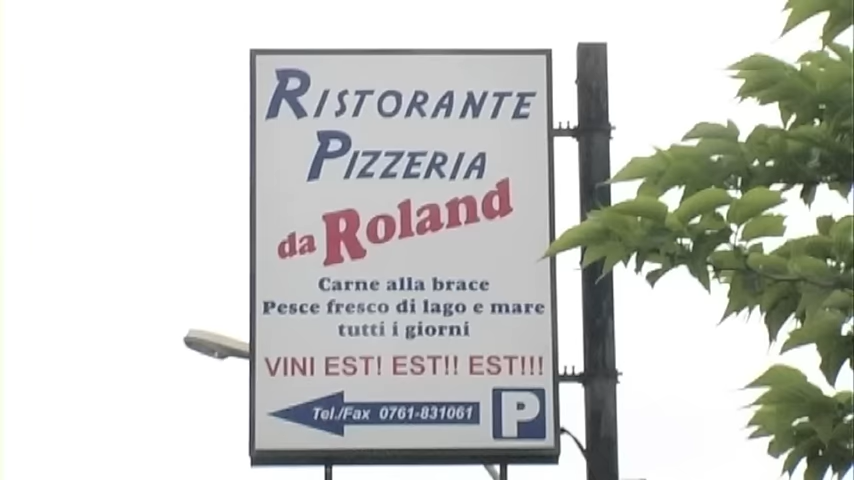 RISTORANTE
PIZZERIA
da Roland
Carne alla brace
Pesce fresco di lago e mare
tutti i giorni
VINI EST! EST!! EST!!!
Tel./Fax 0761-831061
P